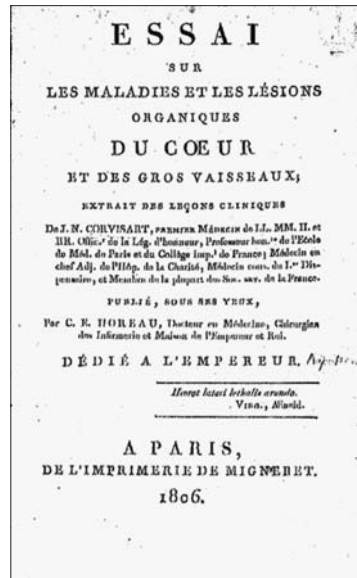 ESSAI
SUR
LES MALADIES ET LES LÉSIONS
ORGANIQUES
DU CŒUR
ET DES GROS VAISSEAUX;
EXTRAIT DES LEÇONS CLINIQUES
De J. N. CORVISART, PREMIER MÉDECIN DE LL. MM. II. et
RR. Offic.r de la Lég. d'honneur, Professeur hon.re de l'École
de Méd. de Paris et du Collège Imp.l de France; Médecin en
chef Adj. de l'Hôp. de la Charité, Médecin cons. du I.er Dis-
pensaire, et Membre de la plupart des Soc. sav. de la France.
PUBLIÉ, SOUS SES YEUX,
Par C. E. HOREAU, Docteur en Médecine, Chirurgien
des Infirmerie et Maison de l'Empereur et Roi.
DÉDIÉ A L'EMPEREUR.
Hæret lateri lethalis arundo.
VIRG., Æneid.
A PARIS,
DE L'IMPRIMERIE DE MIGNERET.
1806.